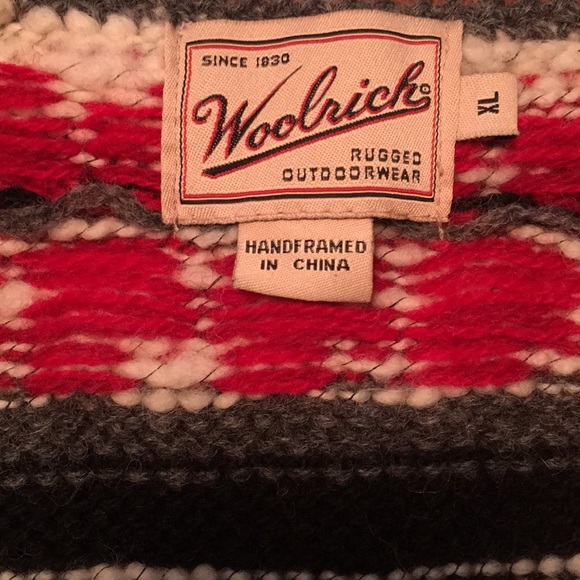 SINCE 1830
Woolrich
RUGGED
OUTDOORWEAR
XL
HANDFRAMED
IN CHINA